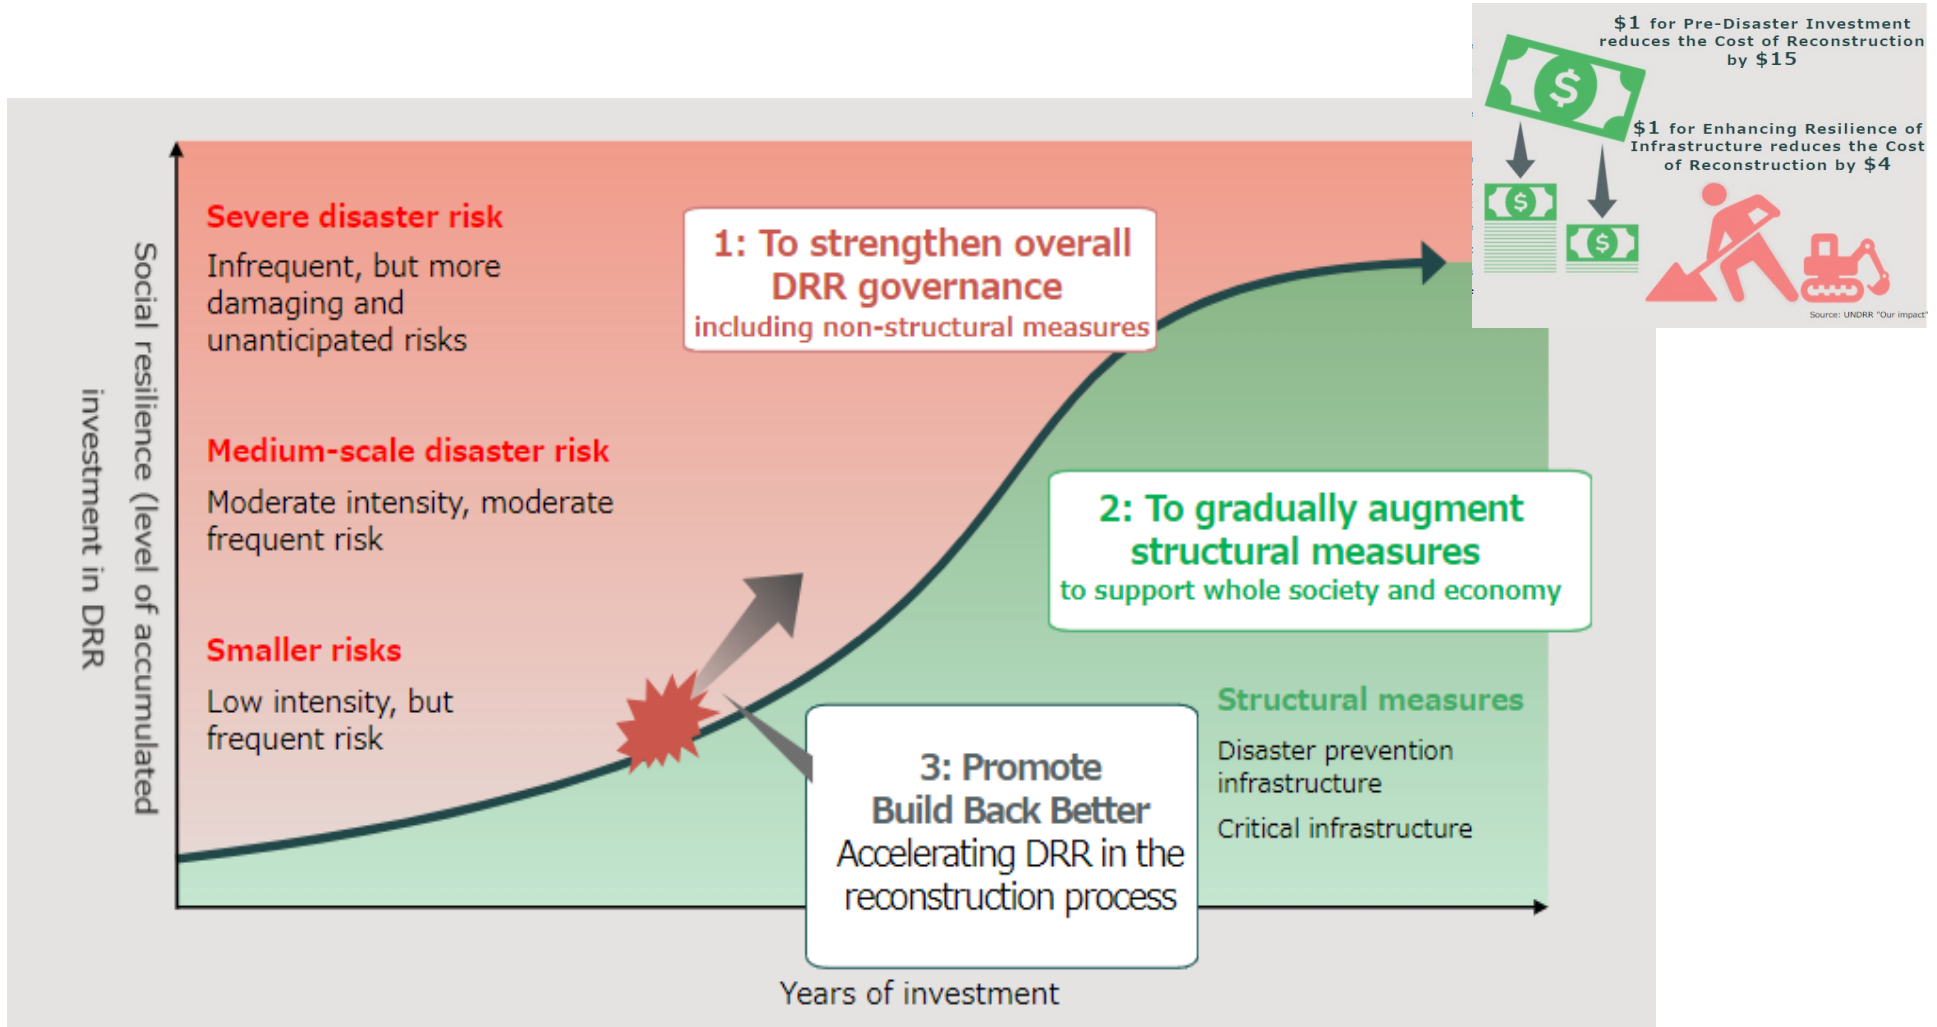 $1 for Pre-Disaster Investment
reduces the Cost of Reconstruction
by $15
$1 for Enhancing Resilience of
Infrastructure reduces the Cost
of Reconstruction by $4
Source: UNDRR "Our impact"
Social resilience (level of accumulated
investment in DRR
Severe disaster risk
Infrequent, but more
damaging and
unanticipated risks
Medium-scale disaster risk
Moderate intensity, moderate
frequent risk
Smaller risks
Low intensity, but
frequent risk
1: To strengthen overall
DRR governance
including non-structural measures
2: To gradually augment
structural measures
to support whole society and economy
3: Promote
Build Back Better
Accelerating DRR in the
reconstruction process
Structural measures
Disaster prevention
infrastructure
Critical infrastructure
Years of investment